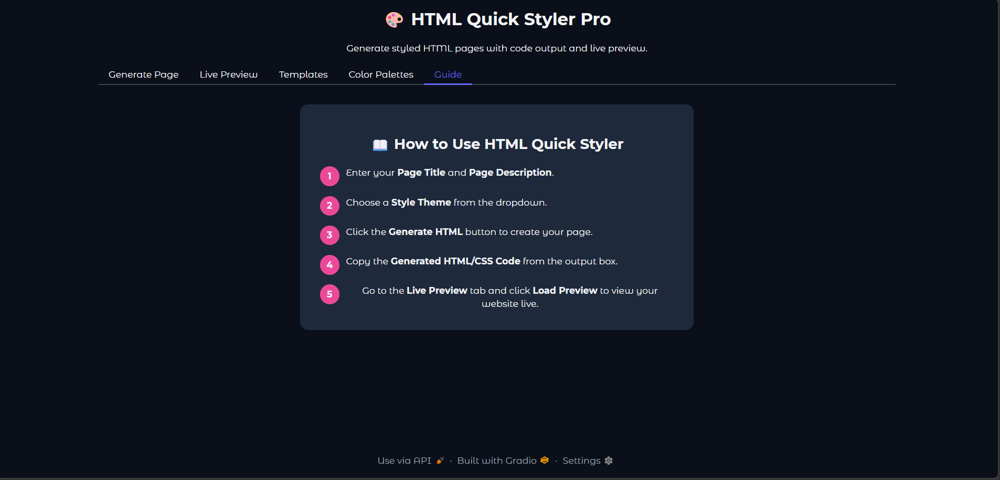 HTML Quick Styler Pro
Generate styled HTML pages with code output and live preview.
Generate Page Live Preview Templates Color Palettes Guide
How to Use HTML Quick Styler
1 Enter your Page Title and Page Description.
2 Choose a Style Theme from the dropdown.
3 Click the Generate HTML button to create your page.
4 Copy the Generated HTML/CSS Code from the output box.
5 Go to the Live Preview tab and click Load Preview to view your
website live.
Use via API · Built with Gradio · Settings